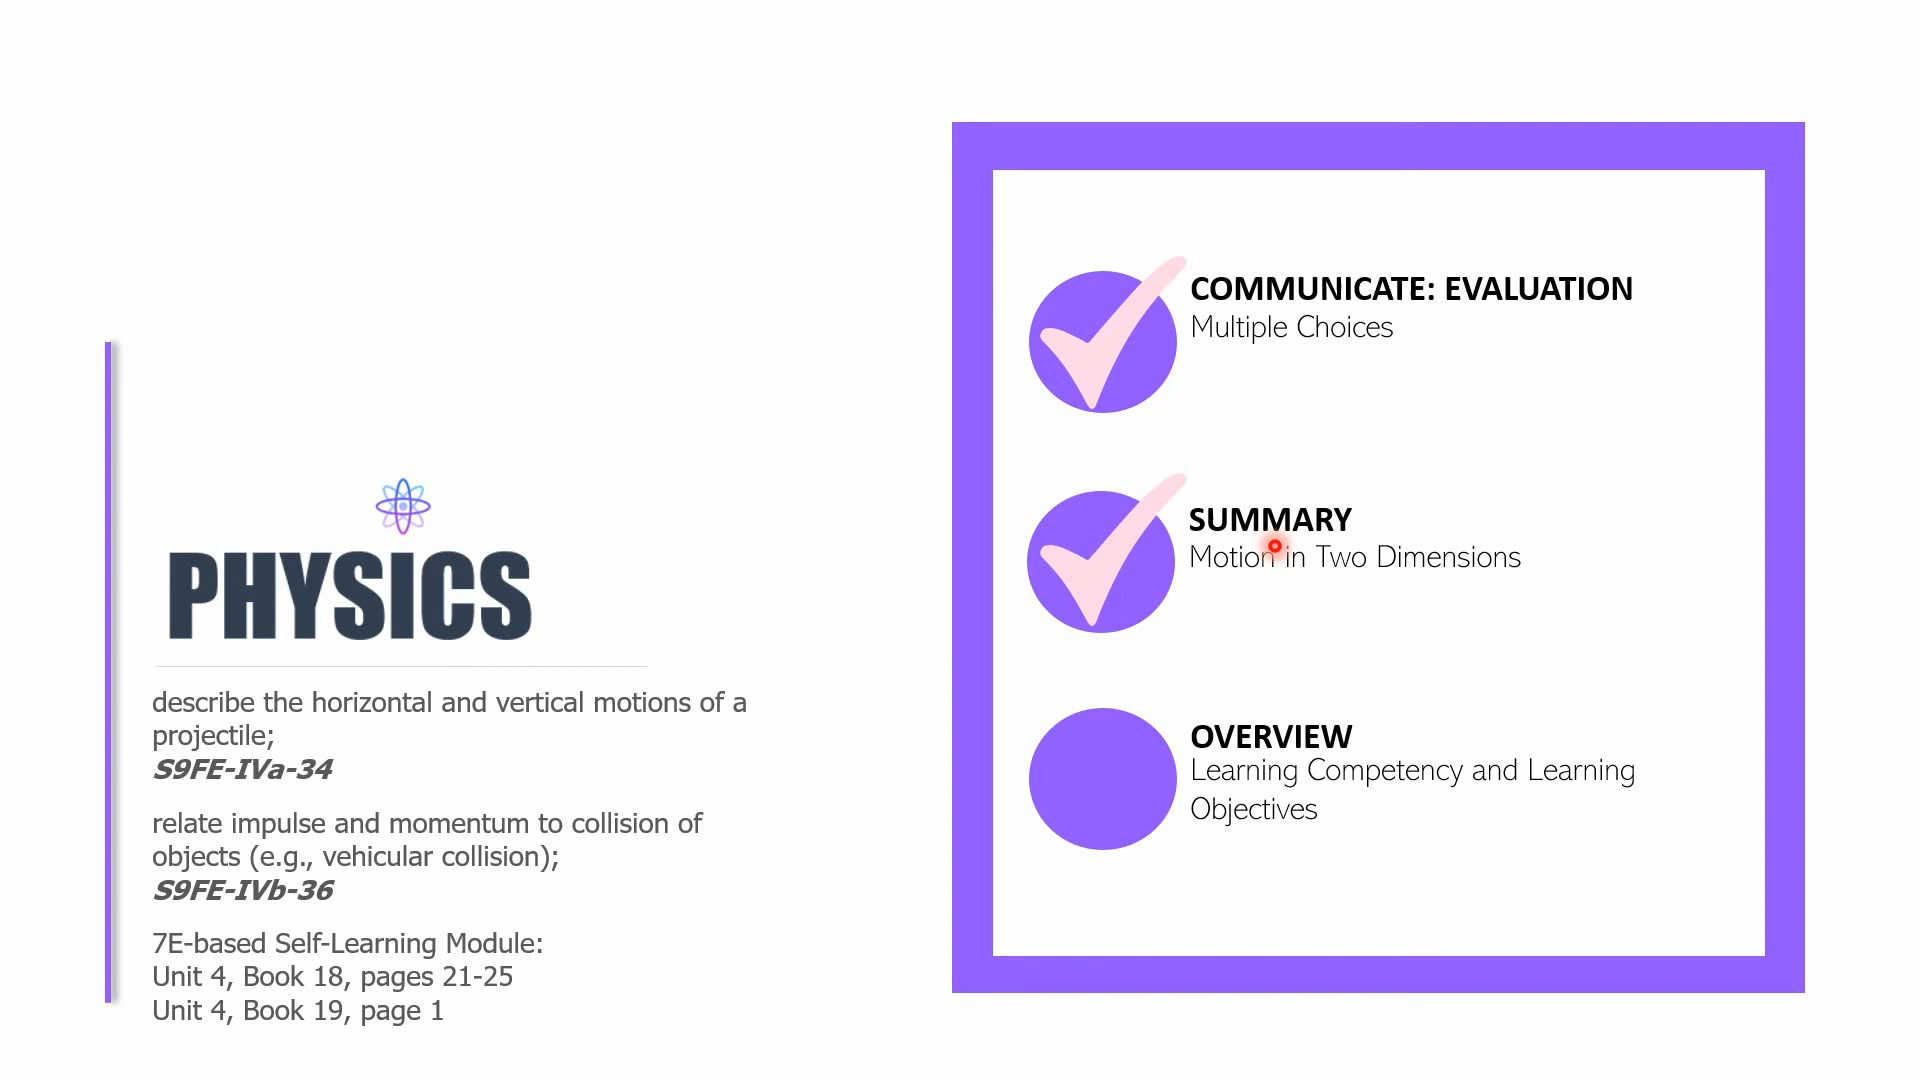 PHYSICS
describe the horizontal and vertical motions of a
projectile;
S9FE-IVa-34
relate impulse and momentum to collision of
objects (e.g., vehicular collision);
S9FE-IVb-36
7E-based Self-Learning Module:
Unit 4, Book 18, pages 21-25
Unit 4, Book 19, page 1
COMMUNICATE: EVALUATION
Multiple Choices
SUMMARY
Motion in Two Dimensions
OVERVIEW
Learning Competency and Learning
Objectives